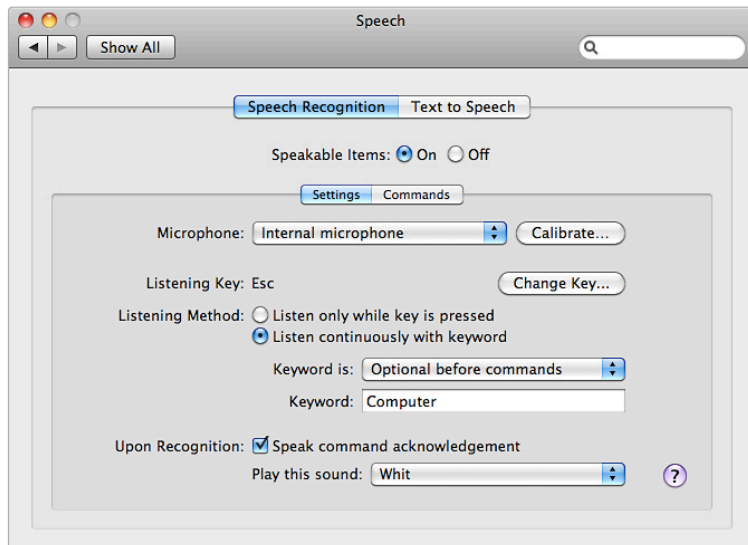 Speech
Show All
Speech Recognition Text to Speech
Speakable Items: On Off
Settings Commands
Microphone: Internal microphone Calibrate...
Listening Key: Esc Change Key...
Listening Method: Listen only while key is pressed
Listen continuously with keyword
Keyword is: Optional before commands
Keyword: Computer
Upon Recognition: Speak command acknowledgement
Play this sound: Whit ?